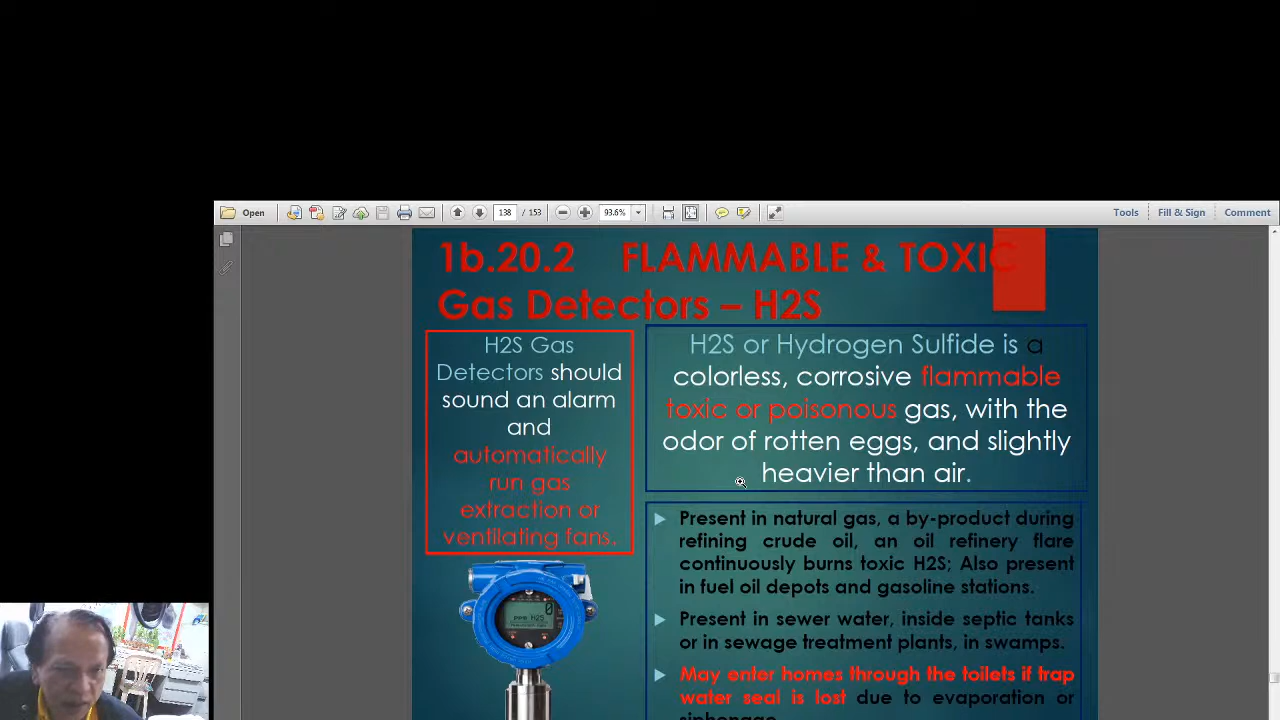 Open
138 / 153
93.6%
Tools
Fill & Sign
Comment
1b.20.2 FLAMMABLE & TOXIC
Gas Detectors – H2S
H2S Gas
Detectors should
sound an alarm
and
automatically
run gas
extraction or
ventilating fans.
H2S or Hydrogen Sulfide is a
colorless, corrosive flammable
toxic or poisonous gas, with the
odor of rotten eggs, and slightly
heavier than air.
Present in natural gas, a by-product during
refining crude oil, an oil refinery flare
continuously burns toxic H2S; Also present
in fuel oil depots and gasoline stations.
Present in sewer water, inside septic tanks
or in sewage treatment plants, in swamps.
May enter homes through the toilets if trap
water seal is lost due to evaporation or
siphonage
0
PPM H2S